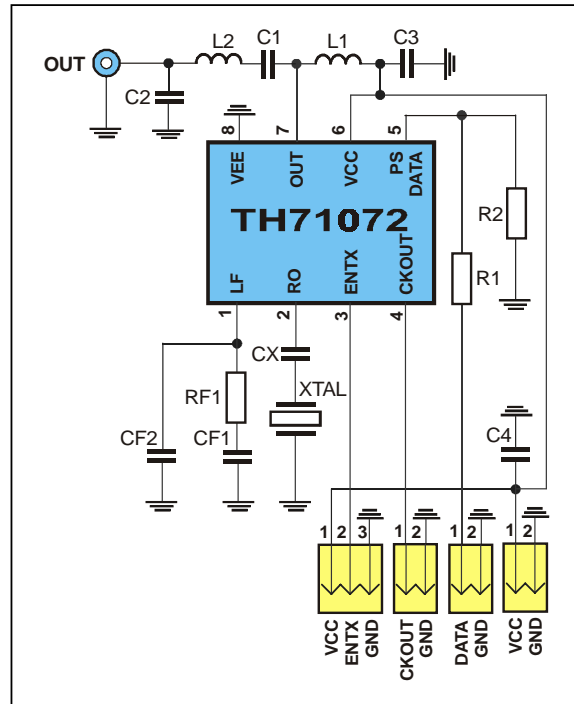 L2 C1 L1 C3
OUT
C2
8 7 6 5
VEE OUT VCC PS DATA
TH71072
R2
R1
LF RO ENTX CKOUT
1 2 3 4
CX
XTAL
RF1
CF2 CF1
C4
1 2 3 1 2 1 2 1 2
VCC ENTX GND CKOUT GND DATA GND VCC GND